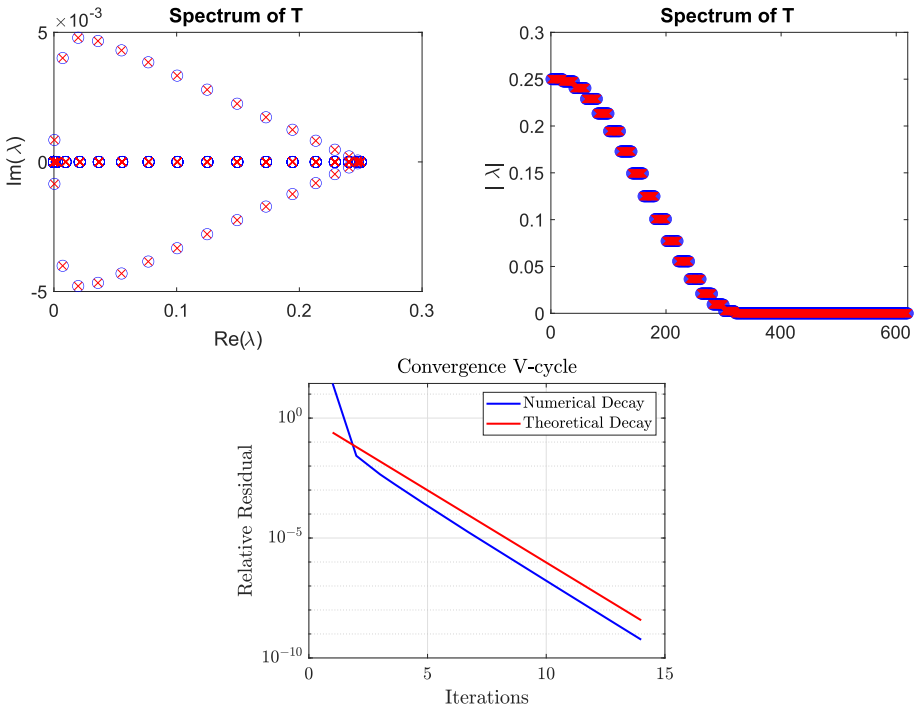 Spectrum of T
×10⁻³
5
0
-5
Im(λ)
0
0.1
0.2
0.3
Re(λ)
Spectrum of T
0.3
0.25
0.2
0.15
0.1
0.05
0
|λ|
0
200
400
600
Convergence V-cycle
Numerical Decay
Theoretical Decay
10⁰
10⁻⁵
10⁻¹⁰
Relative Residual
0
5
10
15
Iterations